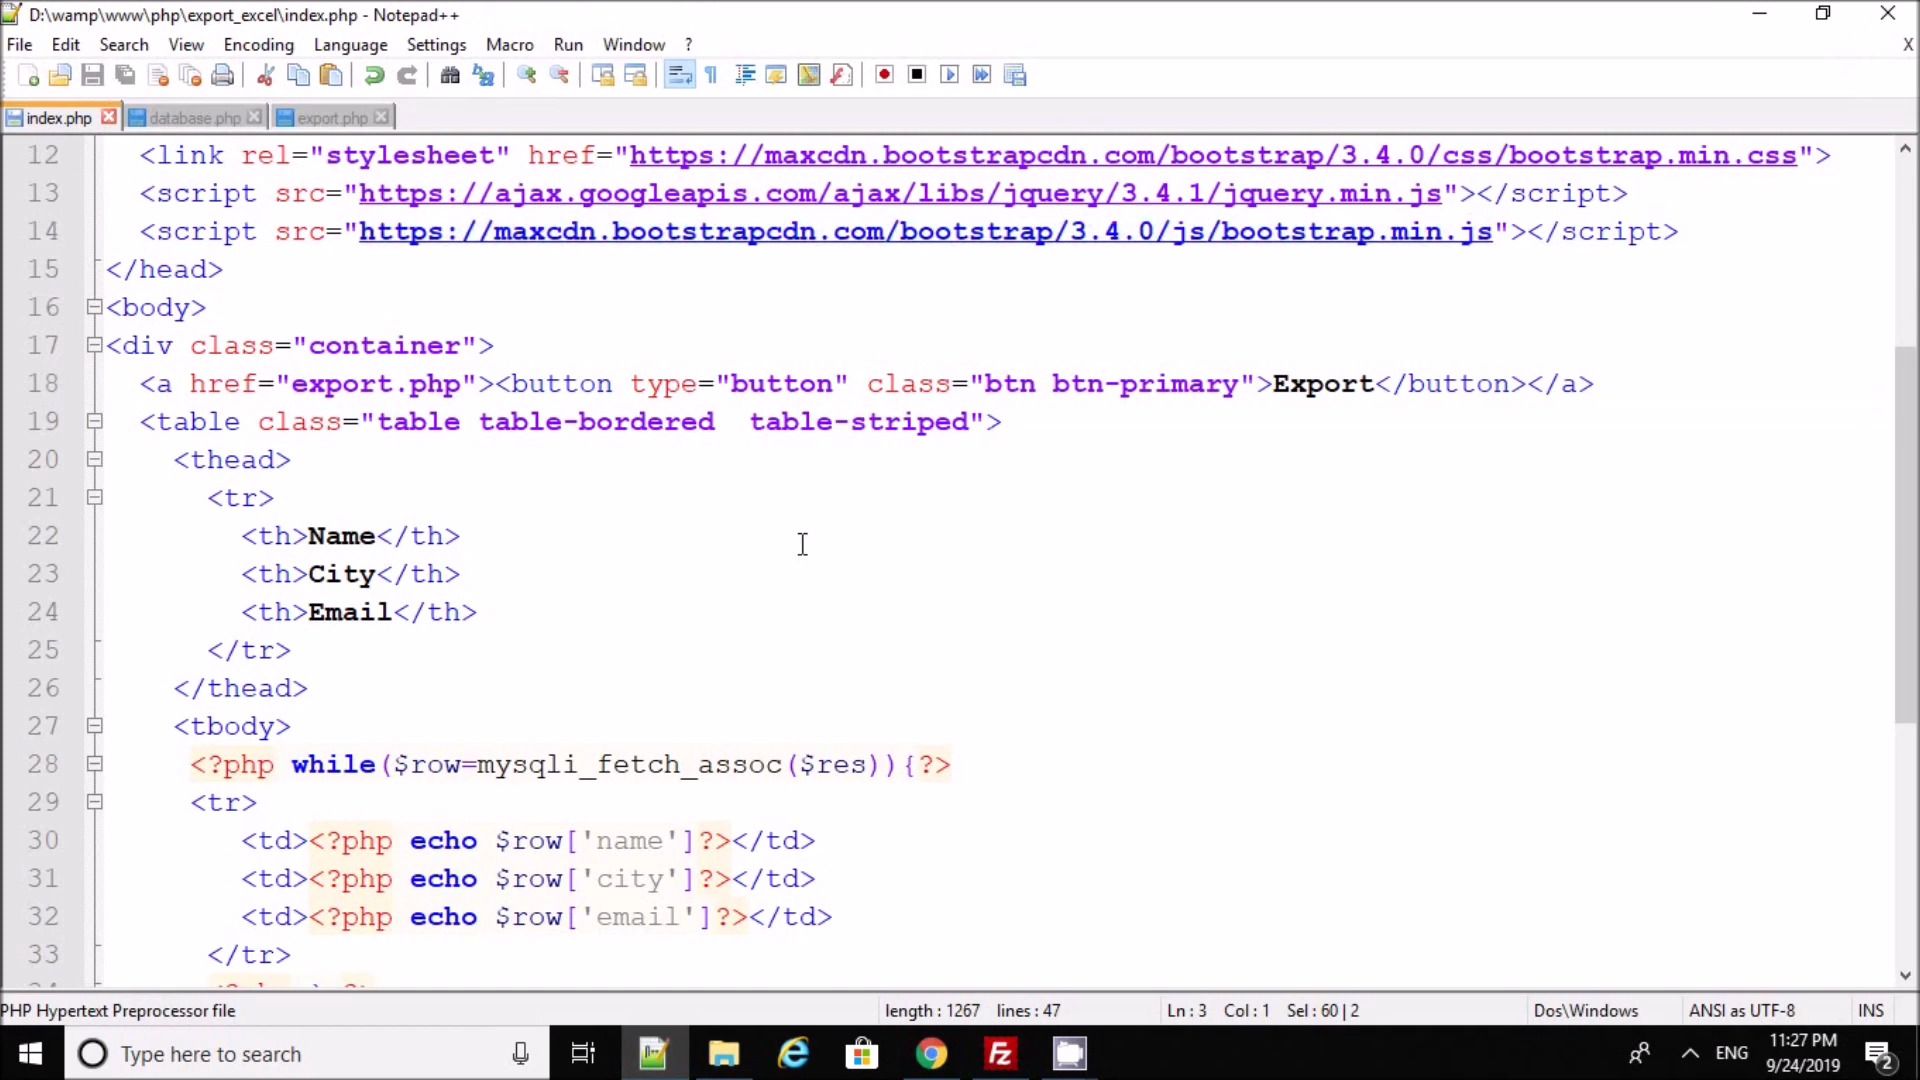 D:\wamp\www\php\export_excel\index.php - Notepad++
File Edit Search View Encoding Language Settings Macro Run Window ? X
index.php database.php export.php
12 <link rel="stylesheet" href="https://maxcdn.bootstrapcdn.com/bootstrap/3.4.0/css/bootstrap.min.css">
13 <script src="https://ajax.googleapis.com/ajax/libs/jquery/3.4.1/jquery.min.js"></script>
14 <script src="https://maxcdn.bootstrapcdn.com/bootstrap/3.4.0/js/bootstrap.min.js"></script>
15 </head>
16 <body>
17 <div class="container">
18 <a href="export.php"><button type="button" class="btn btn-primary">Export</button></a>
19 <table class="table table-bordered  table-striped">
20 <thead>
21 <tr>
22 <th>Name</th>
23 <th>City</th>
24 <th>Email</th>
25 </tr>
26 </thead>
27 <tbody>
28 <?php while($row=mysqli_fetch_assoc($res)){?>
29 <tr>
30 <td><?php echo $row['name']?></td>
31 <td><?php echo $row['city']?></td>
32 <td><?php echo $row['email']?></td>
33 </tr>
PHP Hypertext Preprocessor file length : 1267 lines : 47 Ln : 3 Col : 1 Sel : 60 | 2 Dos\Windows ANSI as UTF-8 INS
Type here to search ENG 11:27 PM
9/24/2019 2